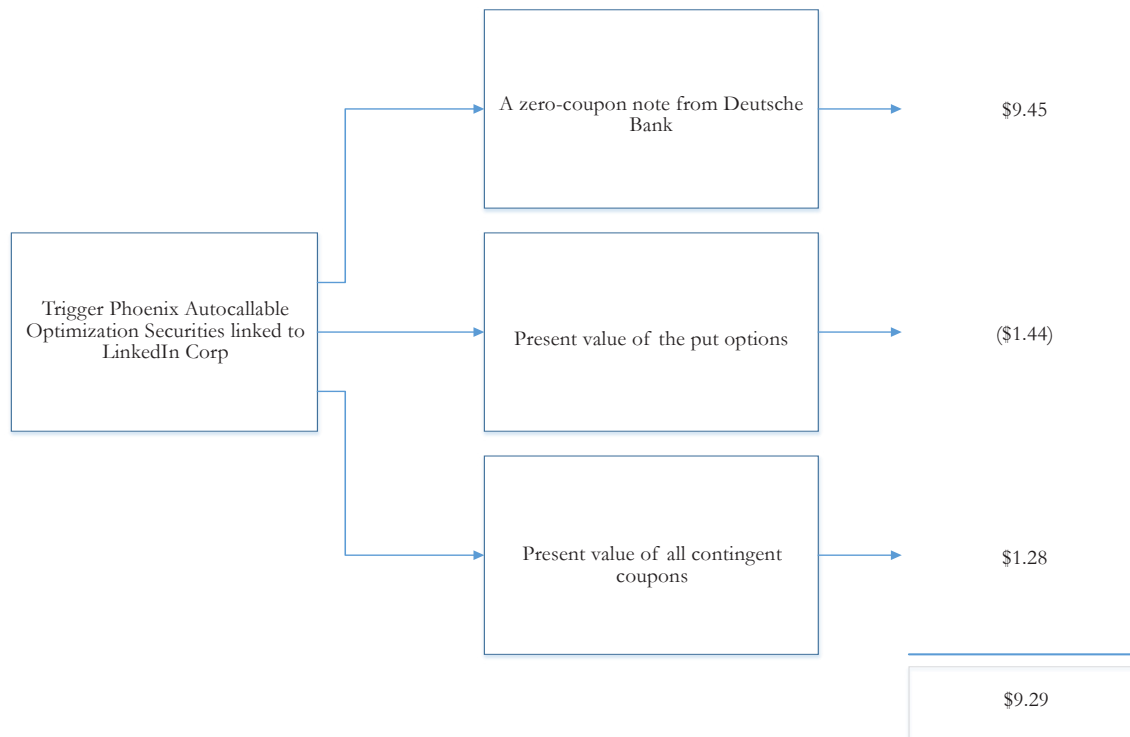 A zero-coupon note from Deutsche
Bank
$9.45
Trigger Phoenix Autocallable
Optimization Securities linked to
LinkedIn Corp
Present value of the put options
($1.44)
Present value of all contingent
coupons
$1.28
$9.29